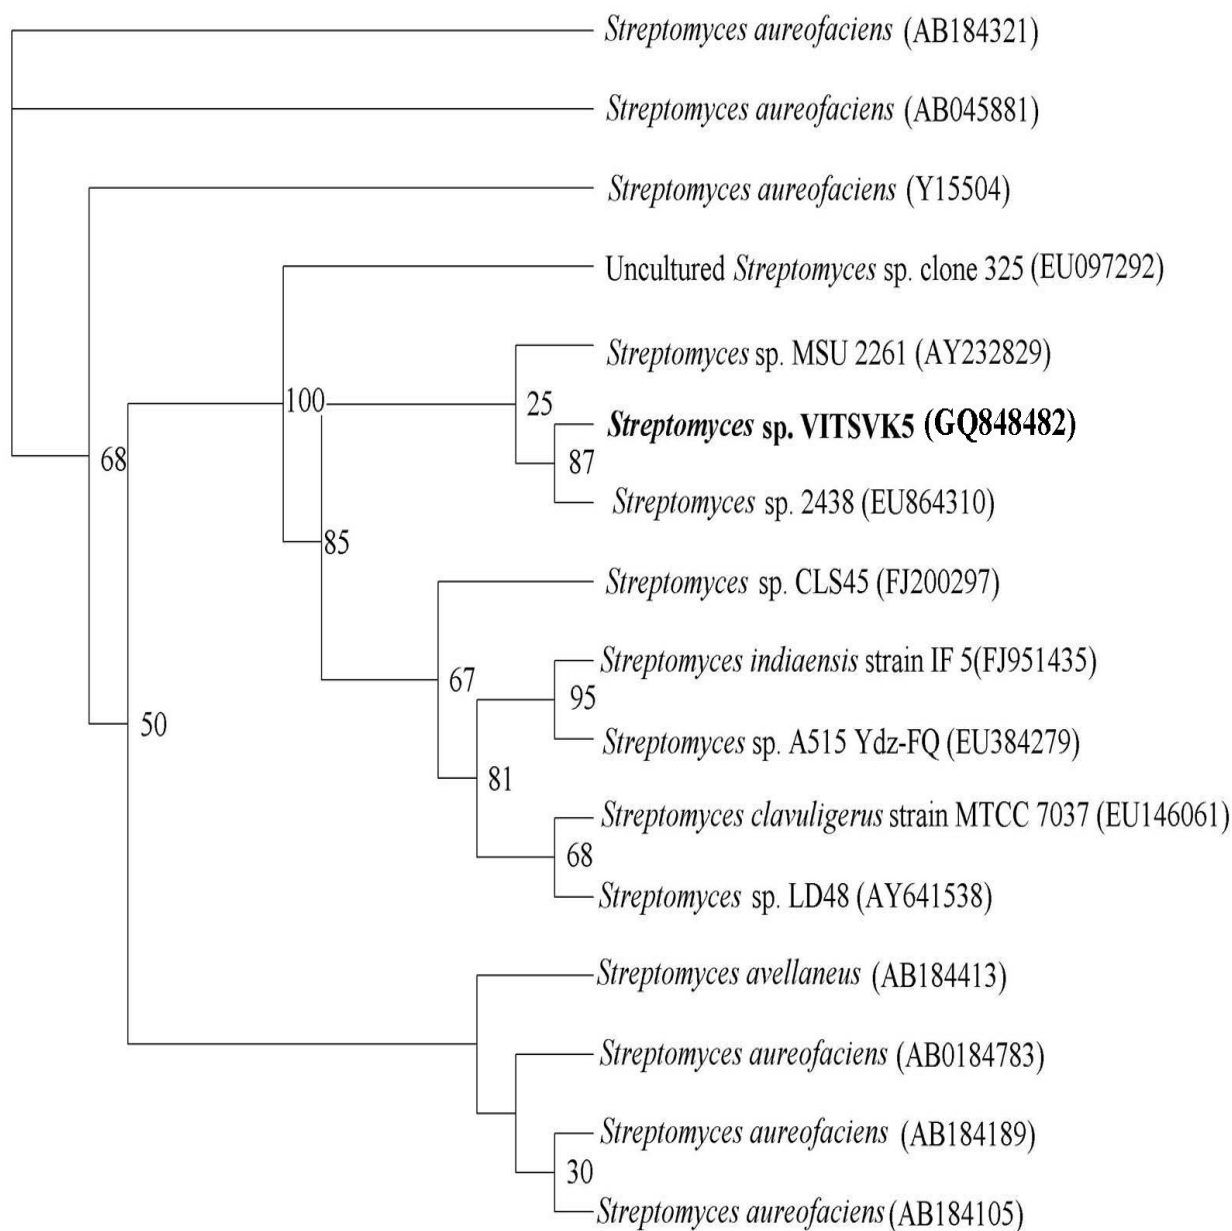 Streptomyces aureofaciens (AB184321)
Streptomyces aureofaciens (AB045881)
Streptomyces aureofaciens (Y15504)
Uncultured Streptomyces sp. clone 325 (EU097292)
Streptomyces sp. MSU 2261 (AY232829)
100
25
Streptomyces sp. VITSVK5 (GQ848482)
68
87
Streptomyces sp. 2438 (EU864310)
85
Streptomyces sp. CLS45 (FJ200297)
Streptomyces indiaensis strain IF 5(FJ951435)
67
95
50
Streptomyces sp. A515 Ydz-FQ (EU384279)
81
Streptomyces clavuligerus strain MTCC 7037 (EU146061)
68
Streptomyces sp. LD48 (AY641538)
Streptomyces avellaneus (AB184413)
Streptomyces aureofaciens (AB0184783)
Streptomyces aureofaciens (AB184189)
30
Streptomyces aureofaciens (AB184105)